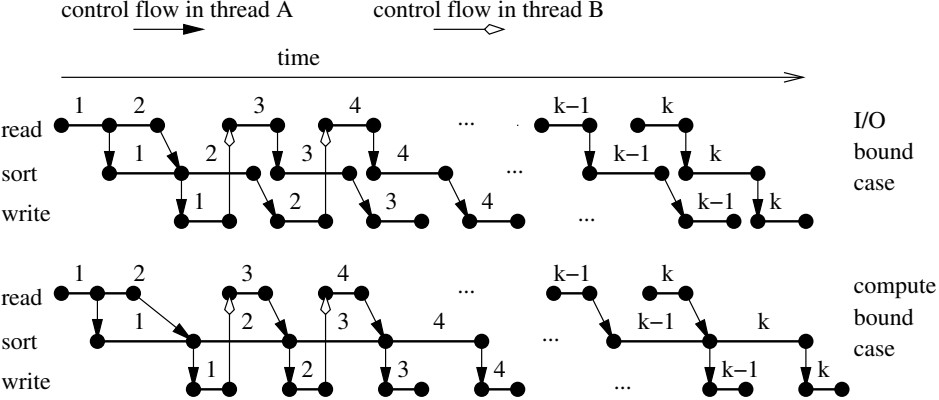 control flow in thread A control flow in thread B
time
1 2 3 4 k−1 k
read ... . I/O
1 2 3 4 k−1 k bound
sort ... case
1 2 3 4 k−1 k
write ...
1 2 3 4 k−1 k
read ... compute
1 2 3 4 k−1 k bound
sort ... case
1 2 3 4 k−1 k
write ...